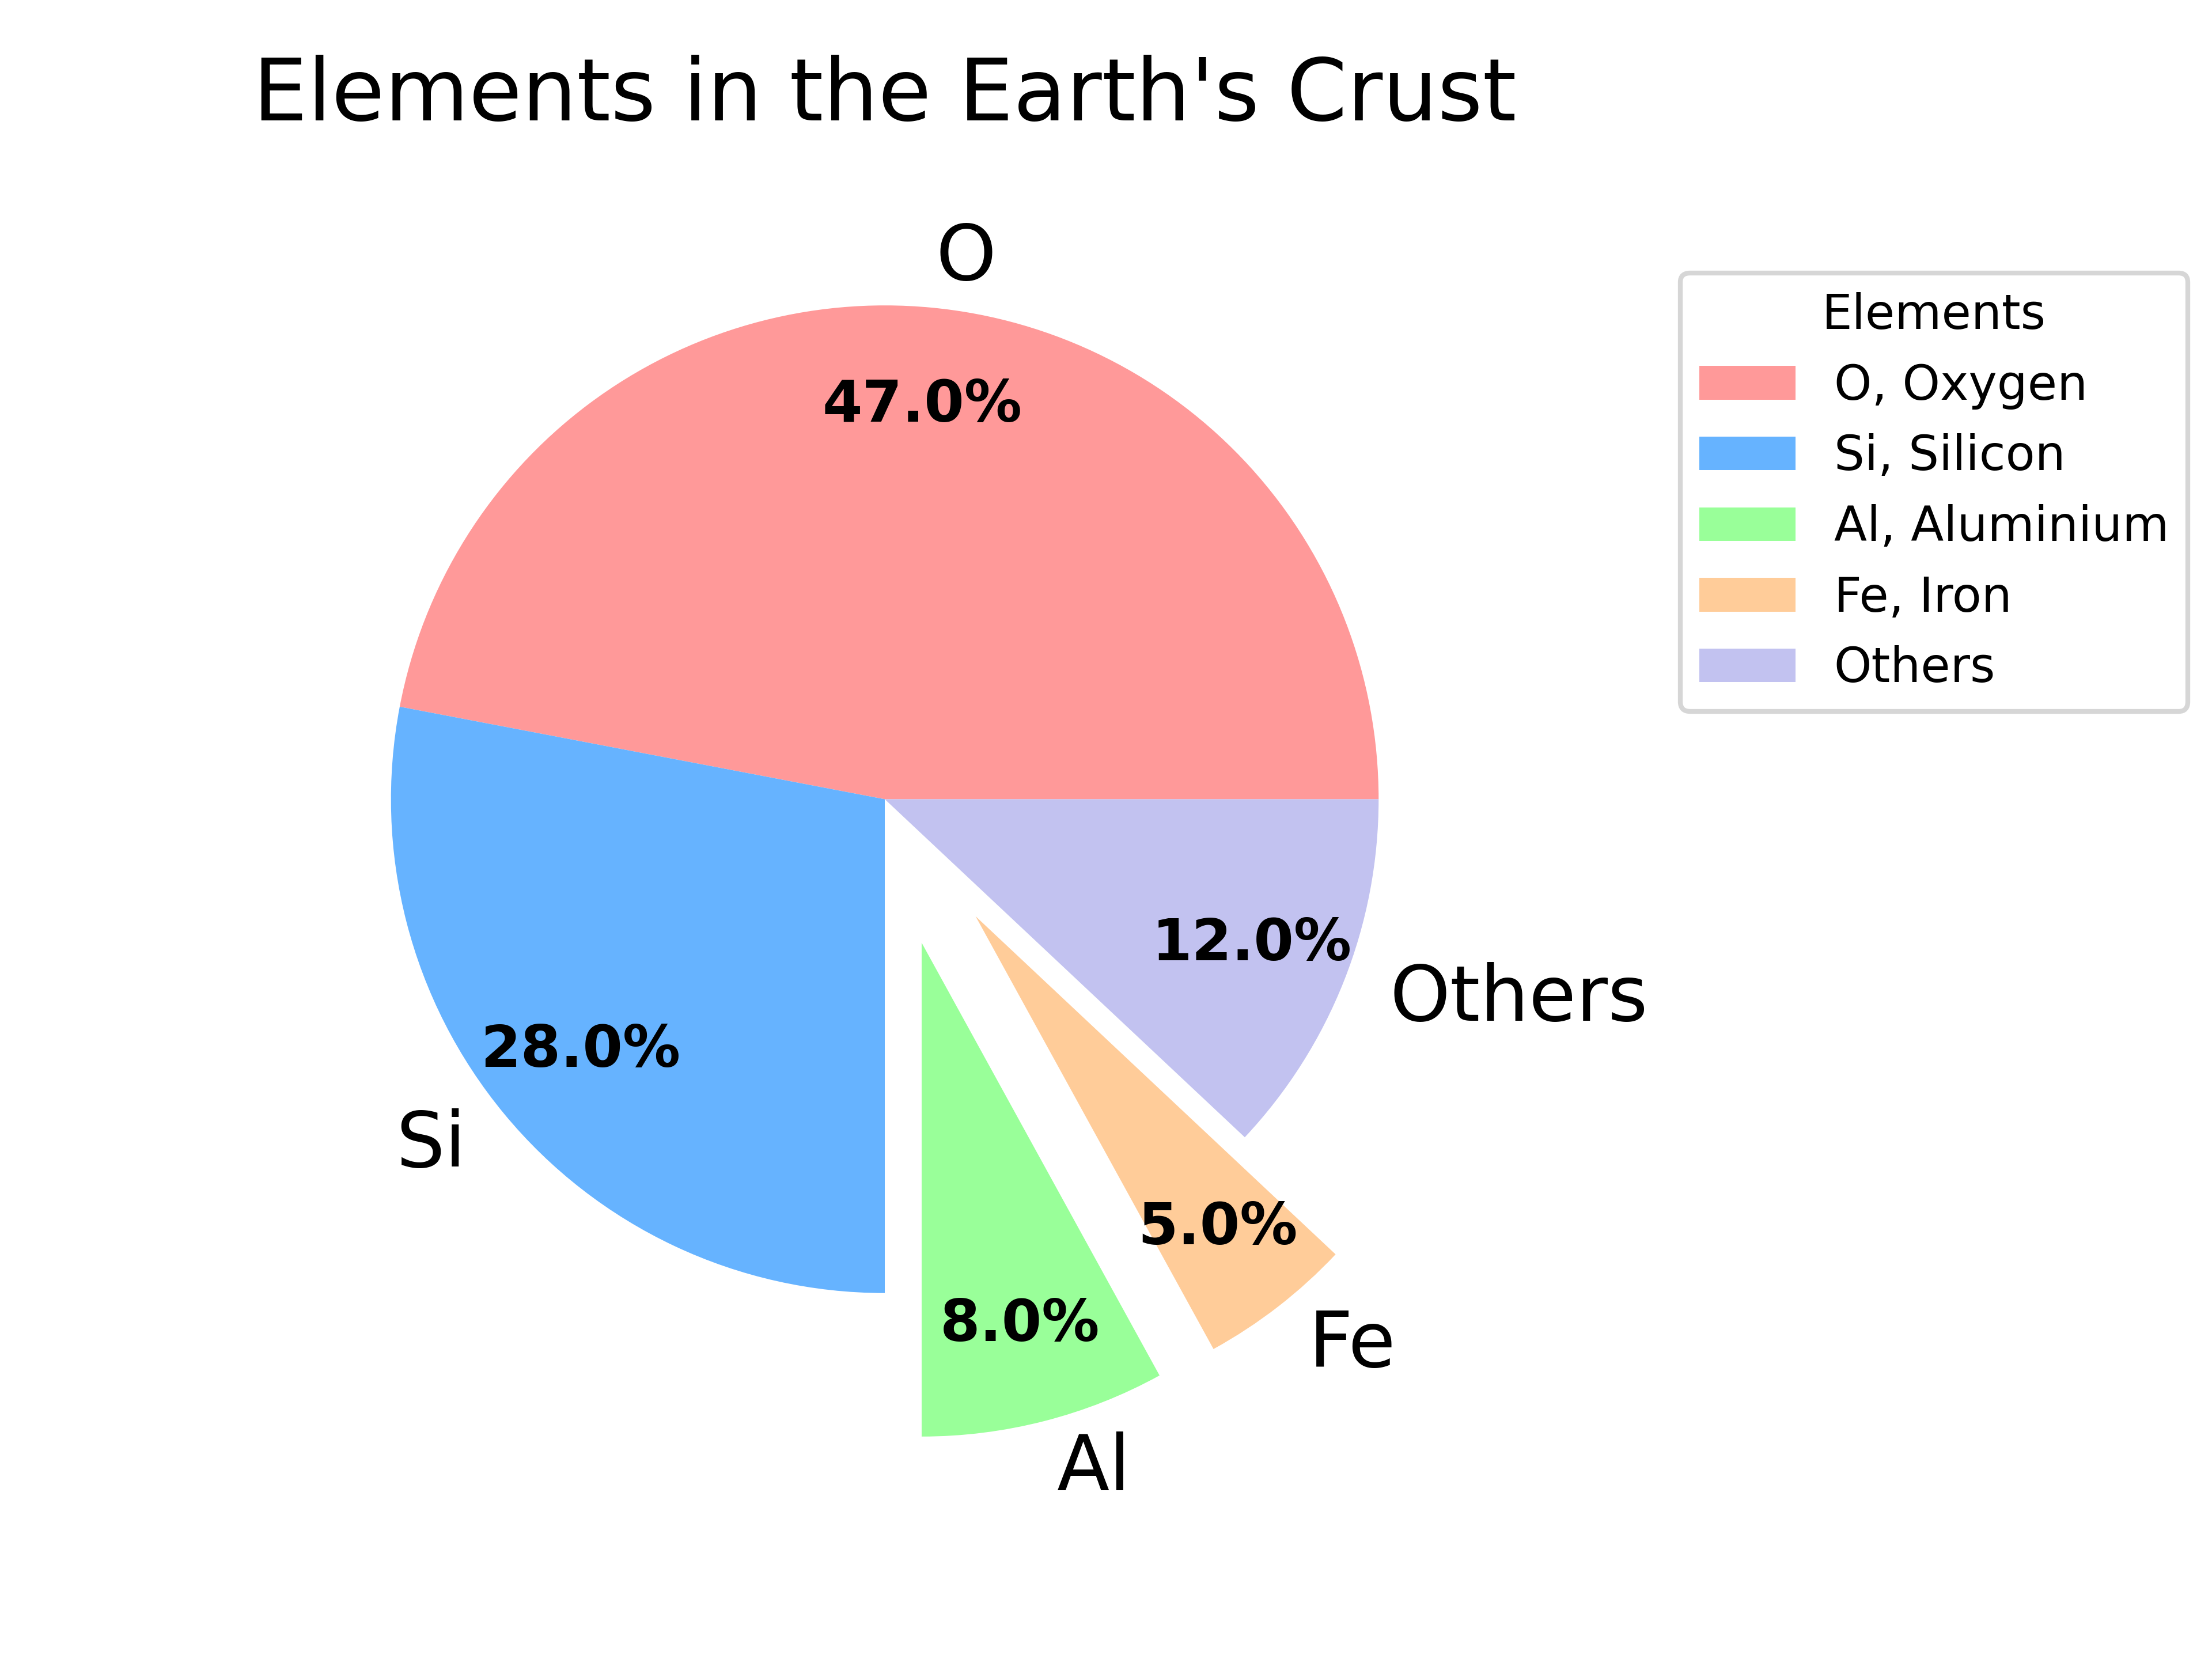 Elements in the Earth's Crust
O
47.0%
Elements
O, Oxygen
Si, Silicon
Al, Aluminium
Fe, Iron
Others
12.0%
Others
28.0%
Si
5.0%
8.0%
Fe
Al